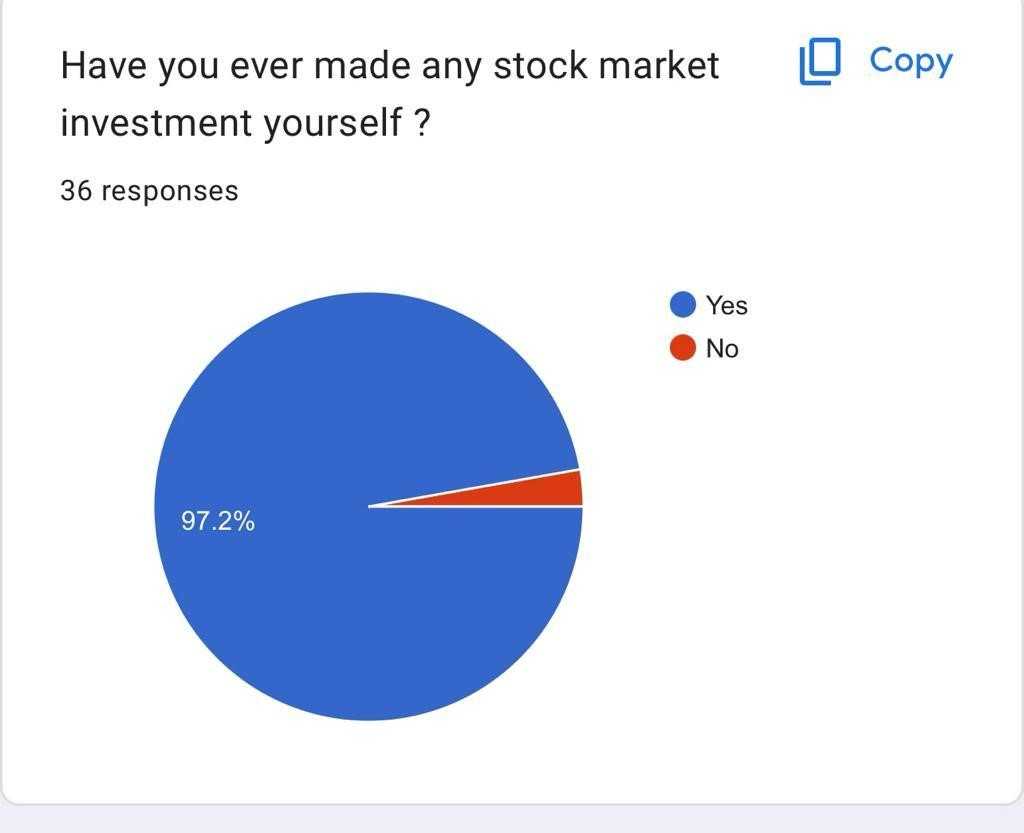 Have you ever made any stock market
investment yourself ?
Copy
36 responses
Yes
No
97.2%